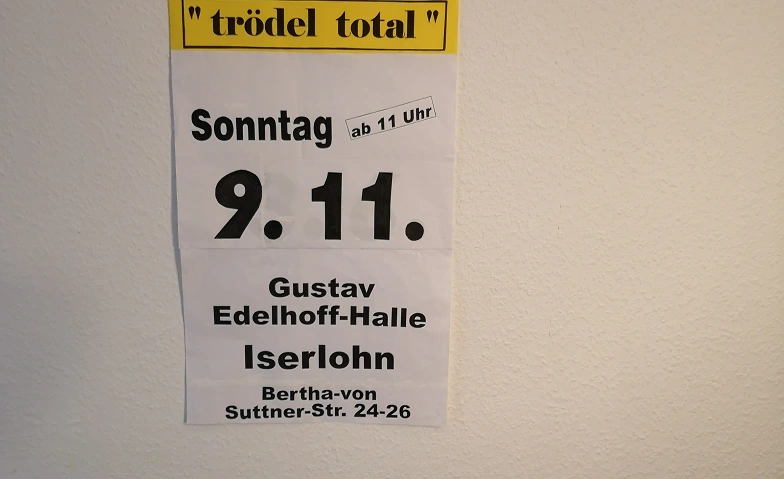 " trödel total "
Sonntag ab 11 Uhr
9. 11.
Gustav
Edelhoff-Halle
Iserlohn
Bertha-von
Suttner-Str. 24-26